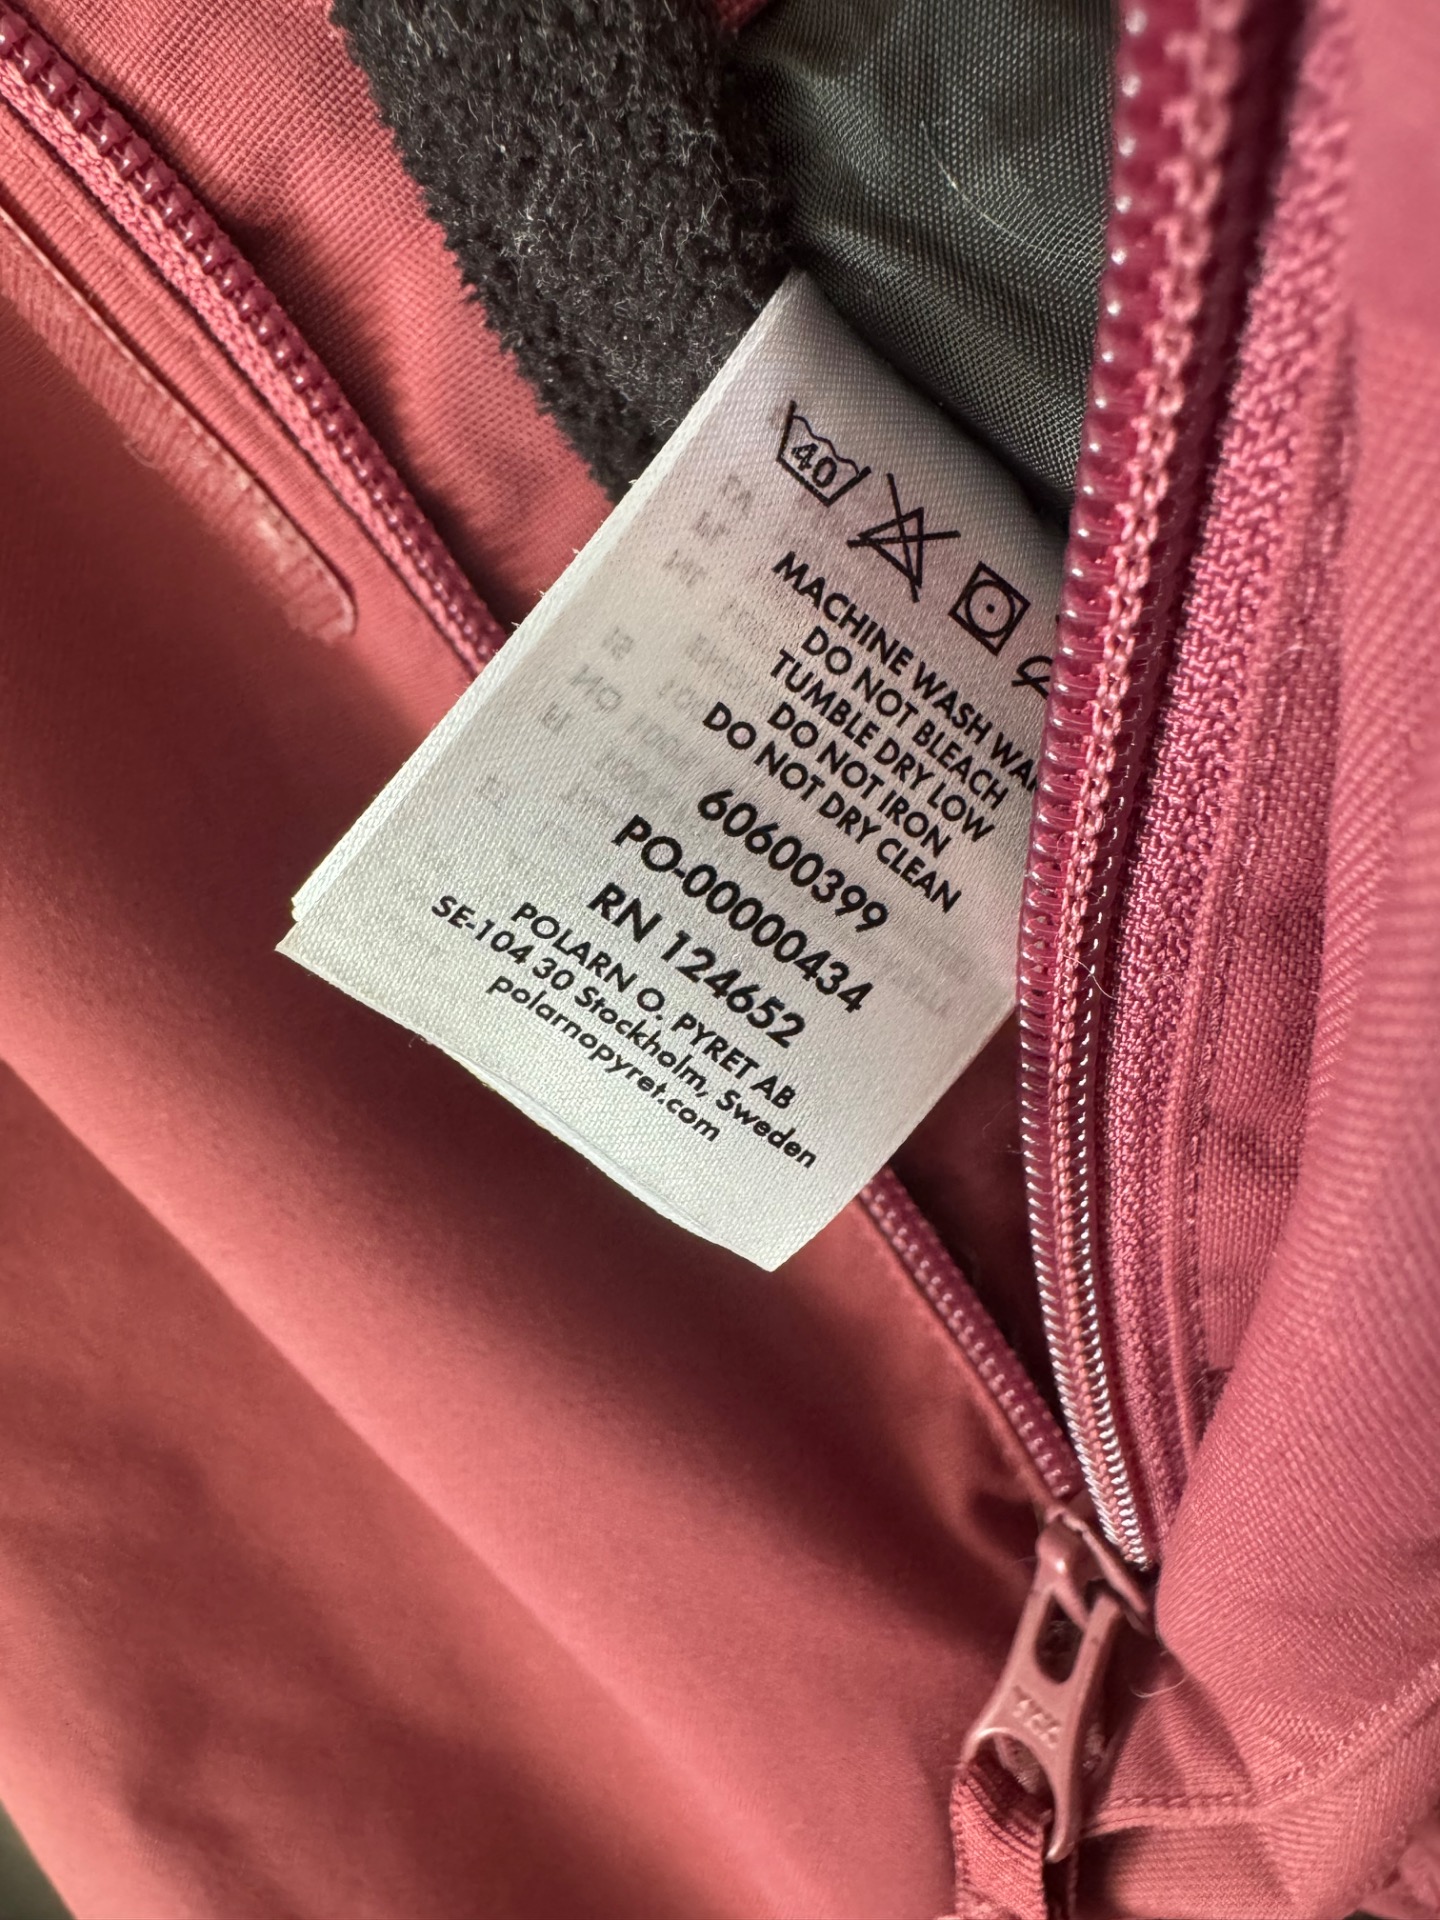 40
MACHINE WASH
DO NOT BLEACH
TUMBLE DRY LOW
DO NOT IRON
DO NOT DRY CLEAN
60600399
PO-00000434
RN 124652
POLARN O. PYRET AB
SE-104 30 Stockholm, Sweden
polarnopyret.com
YKK